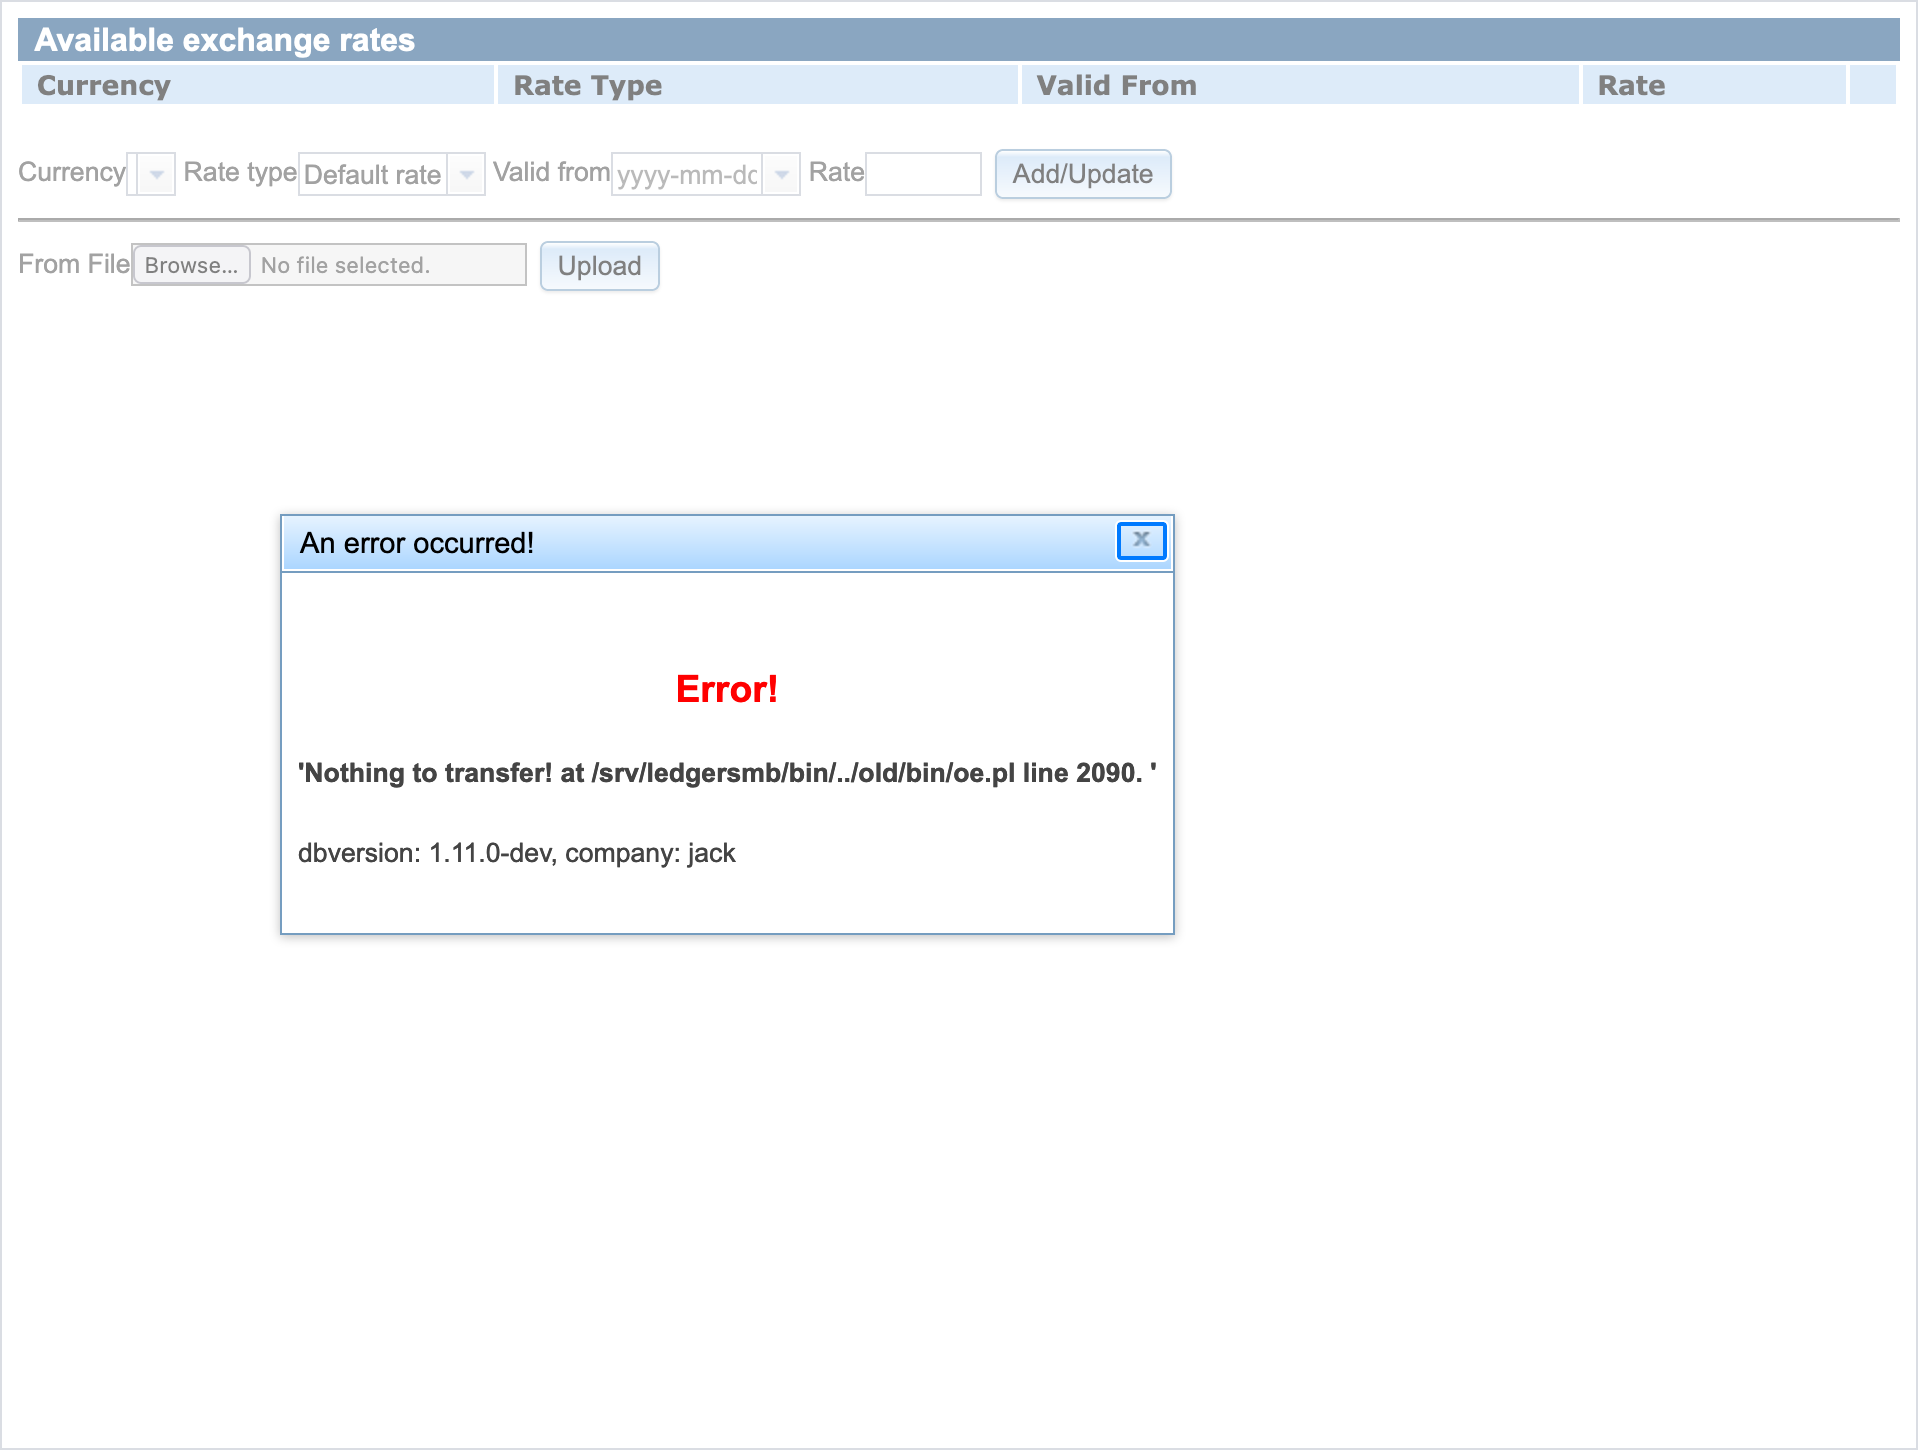 Available exchange rates
Currency Rate Type Valid From Rate
Currency Rate type Default rate Valid from yyyy-mm-dd Rate Add/Update
From File Browse... No file selected. Upload
An error occurred! x
Error!
'Nothing to transfer! at /srv/ledgersmb/bin/../old/bin/oe.pl line 2090. '
dbversion: 1.11.0-dev, company: jack